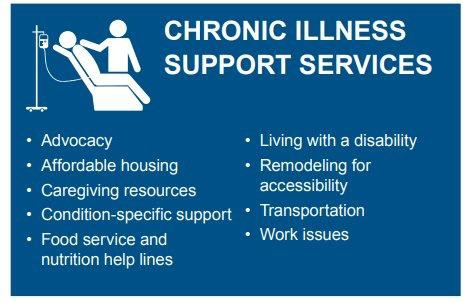 CHRONIC ILLNESS
SUPPORT SERVICES
• Advocacy
• Affordable housing
• Caregiving resources
• Condition-specific support
• Food service and
nutrition help lines
• Living with a disability
• Remodeling for
accessibility
• Transportation
• Work issues